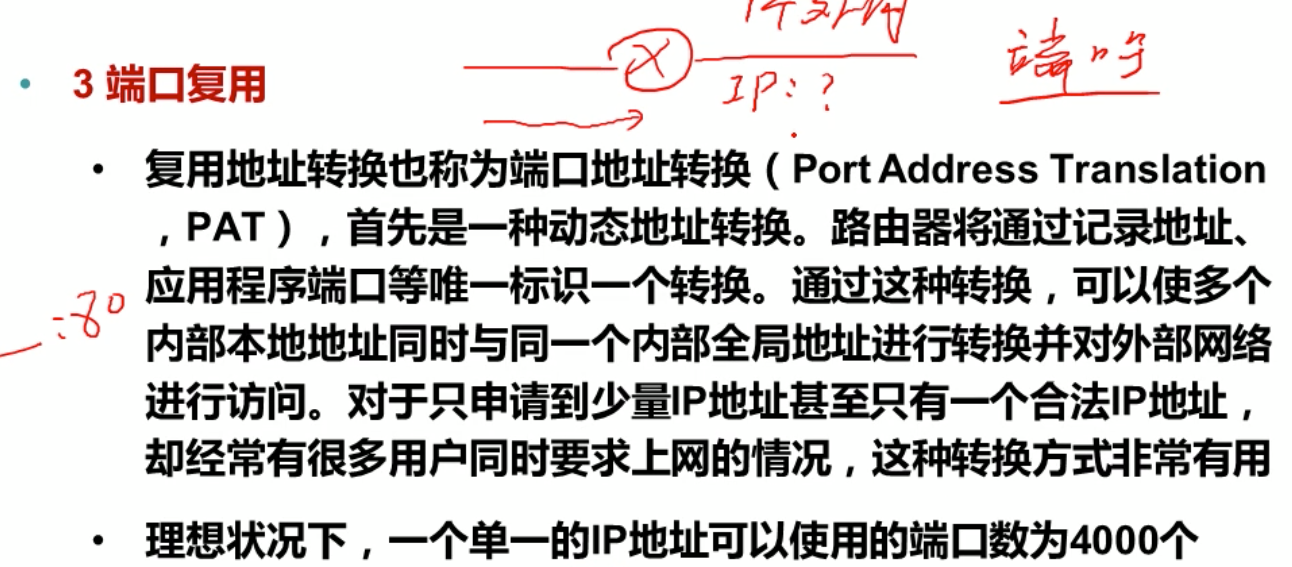 IP:?
端口号
• 3 端口复用
• 复用地址转换也称为端口地址转换（Port Address Translation
，PAT），首先是一种动态地址转换。路由器将通过记录地址、
应用程序端口等唯一标识一个转换。通过这种转换，可以使多个
:80
内部本地地址同时与同一个内部全局地址进行转换并对外部网络
进行访问。对于只申请到少量IP地址甚至只有一个合法IP地址，
却经常有很多用户同时要求上网的情况，这种转换方式非常有用
• 理想状况下，一个单一的IP地址可以使用的端口数为4000个